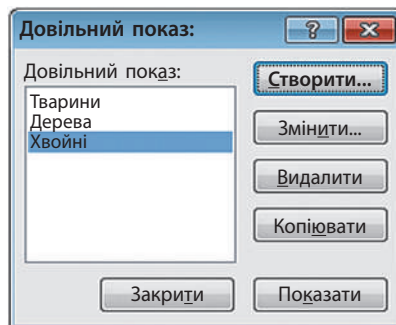 Довільний показ:
Довільний показ:
Тварини
Дерева
Хвойні
Створити...
Змінити...
Видалити
Копіювати
Закрити
Показати